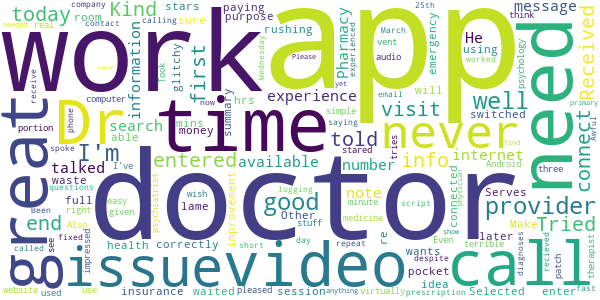 today
Kind
room
stars
sure
calling
paying
purpose
rushing
message
company
needed
real
contact
Please
March
25th
think
He
using
Pharmacy
emergency
vent
audio
experienced
yet
worked
work
app
need
Received
information
first
glitchy
Wednesday
took
receive
computer
now
hrs
experience
visit
will
well
psychology
switched
email
simple
primary
Awful
Dr
time
never
connect
great
portion
phone
able
search
mins
money
summary
saying
stared
told
tries
info
internet
find
Android
I'm
spoke
I've
entered
available
number
provider
talked
waste
questions
doctor
full
right
wish
logging
minute
medicine
script
connected
physician
three
end
easy
given
psychiatrist
lame
good
Other
stuff
note
Serves
Tried
Been
Also
improvement
day
re
Even
show
Make
later
terrible
see
fixed
impressed
health
correctly
short
repeat
despite
wants
diagnoses
patch
therapist
issue
video
call
pocket
idea
recieved
called
website
used
use
insurance
waited
pleased
session
virtually
anything
prescription
Selected
enter
fast